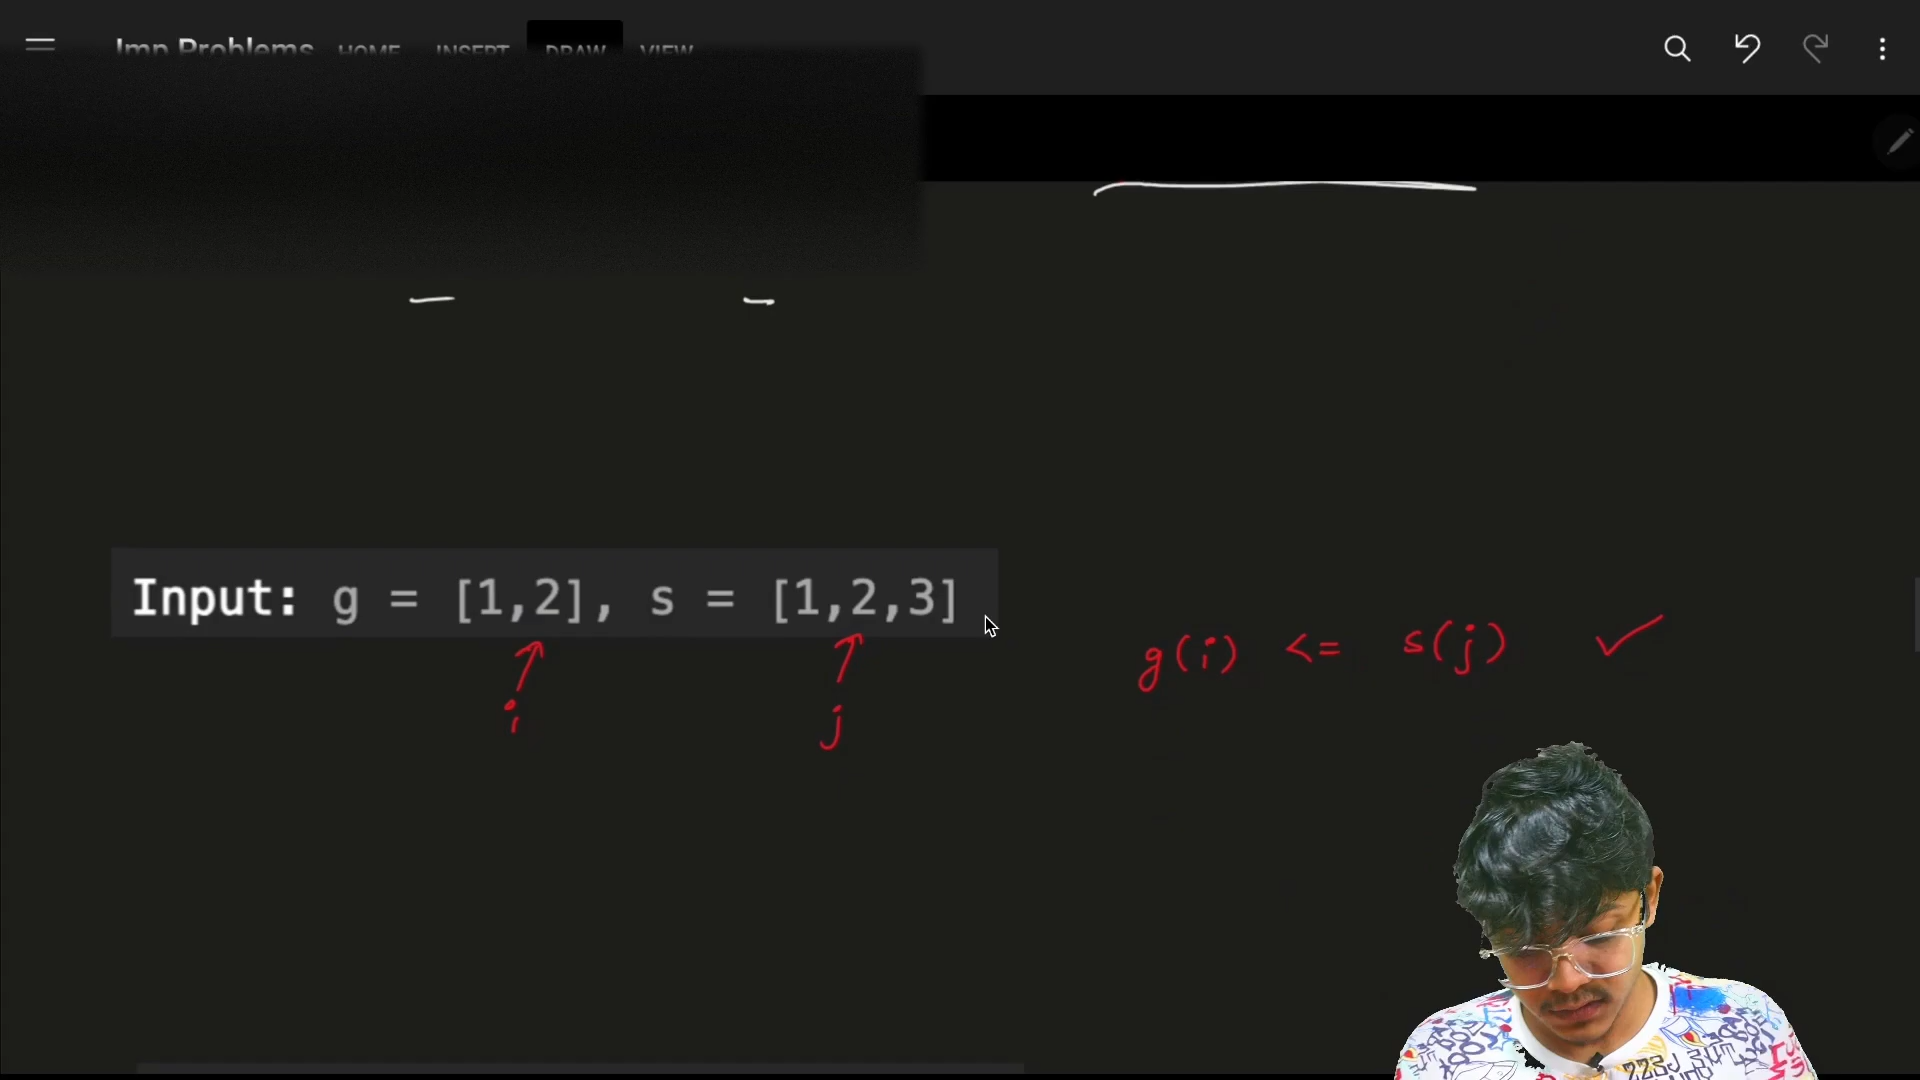 Imp Problems HOME INSERT DRAW VIEW
Input: g = [1,2], s = [1,2,3]
g(i) <= s(j) ✓
i j